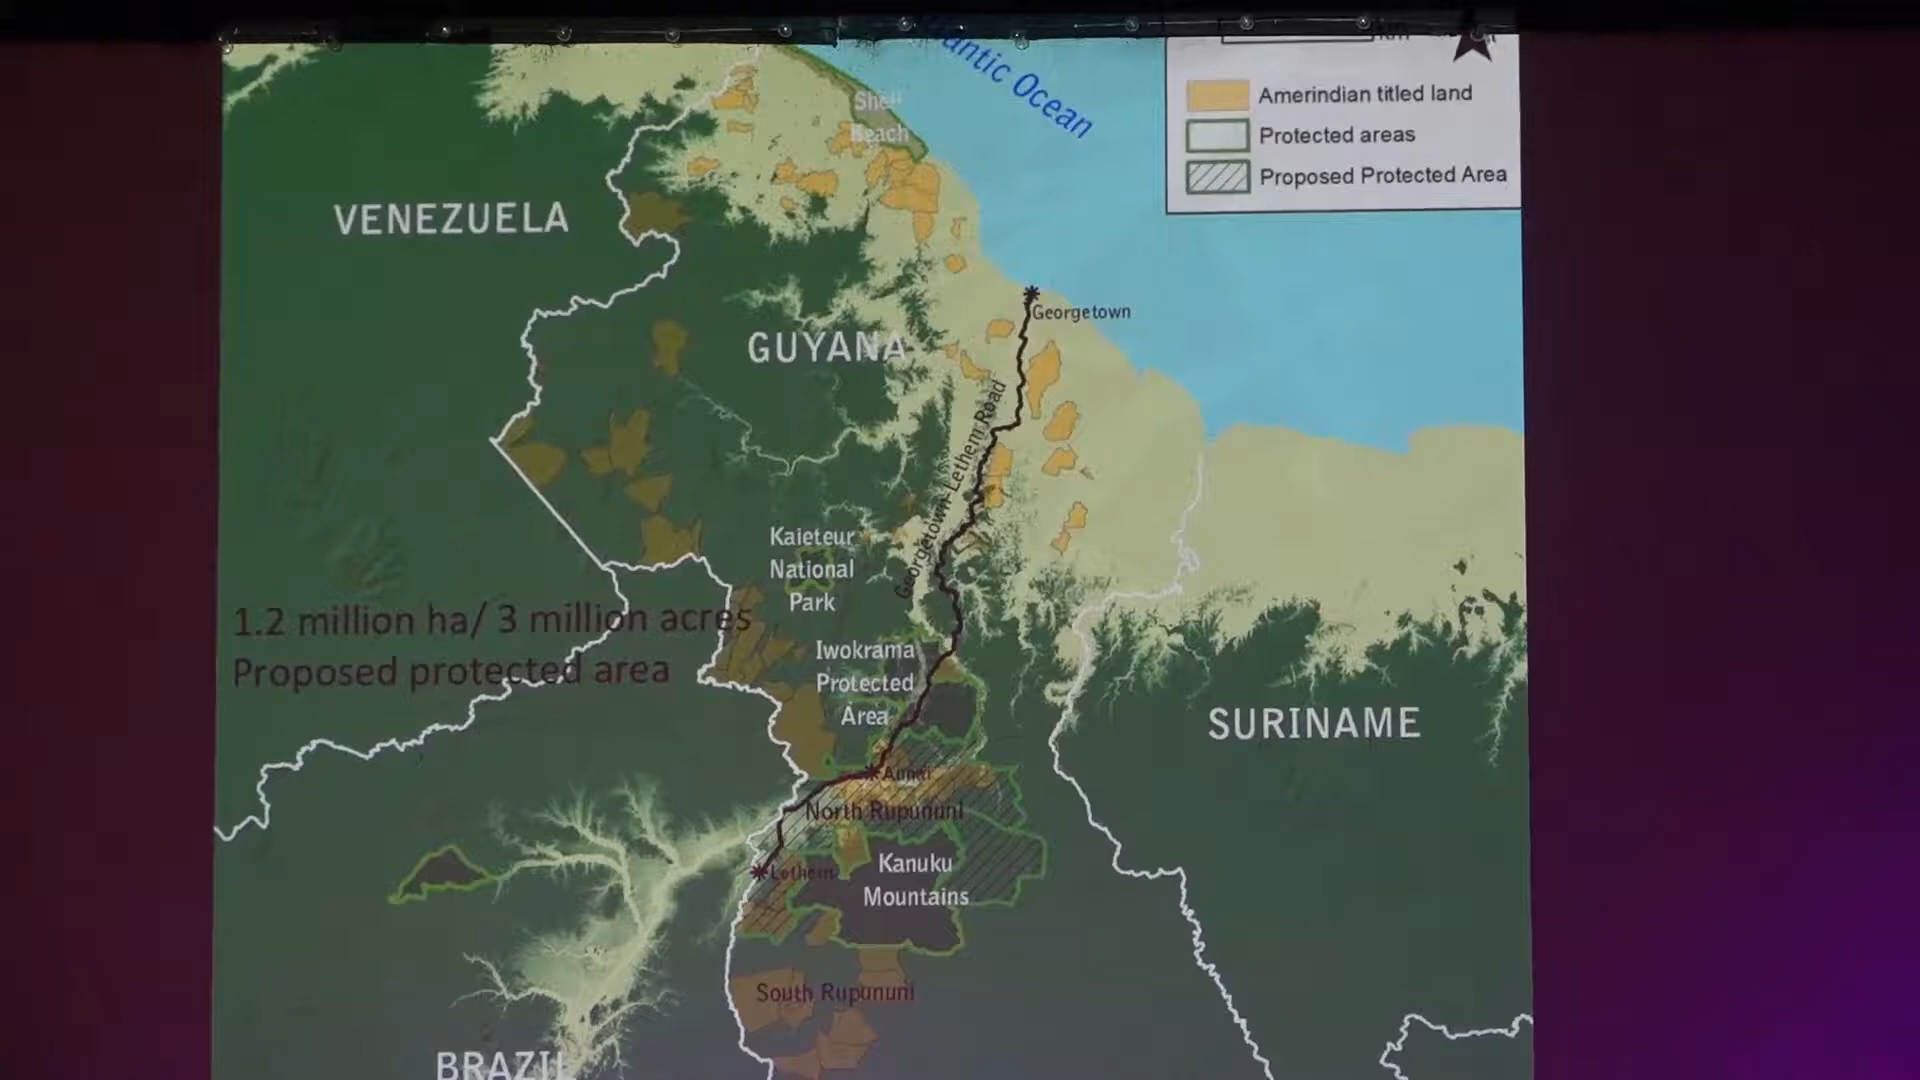 Atlantic Ocean
km
Amerindian titled land
Protected areas
Proposed Protected Area
Shell
Beach
VENEZUELA
Georgetown
GUYANA
Georgetown-Lethem Road
Kaieteur
National
Park
1.2 million ha/ 3 million acres
Proposed protected area
Iwokrama
Protected
Area
SURINAME
Annai
North Rupununi
Kanuku
Mountains
Lethem
South Rupununi
BRAZIL